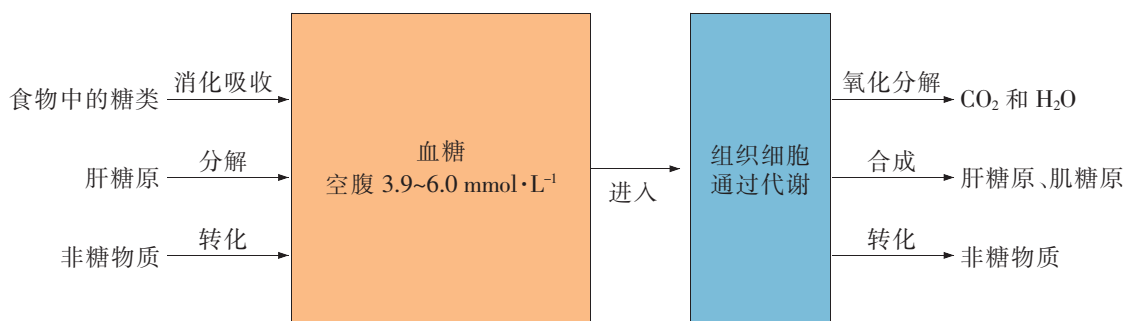 消化吸收
食物中的糖类
氧化分解
CO₂ 和 H₂O
血糖
空腹 3.9~6.0 mmol·L⁻¹
分解
肝糖原
进入
组织细胞
通过代谢
合成
肝糖原、肌糖原
转化
非糖物质
转化
非糖物质